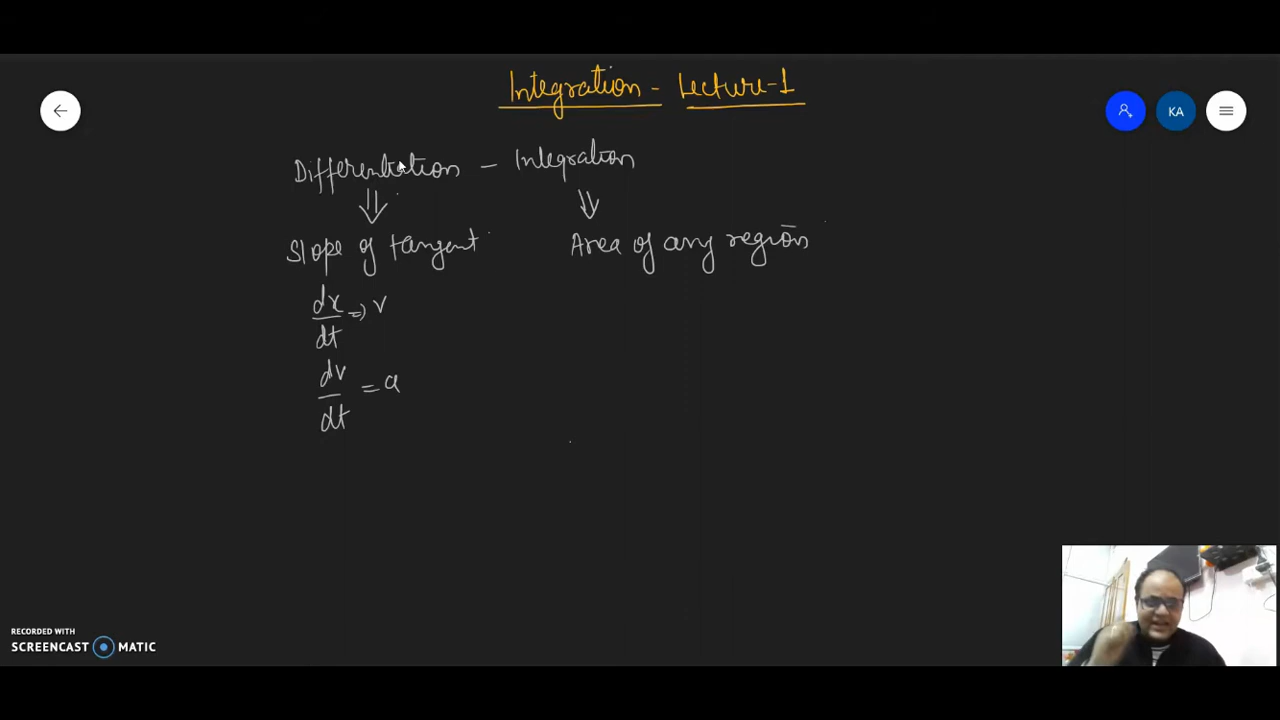 Integration - Lecture-1
KA
Differentiation - Integration
⇓ ⇓
Slope of tangent Area of any region
dx/dt => v
dv/dt = a
RECORDED WITH
SCREENCAST MATIC